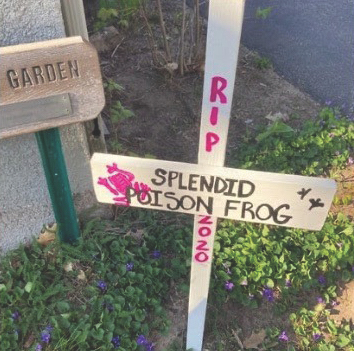 GARDEN
RIP
SPLENDID
POISON FROG
2020